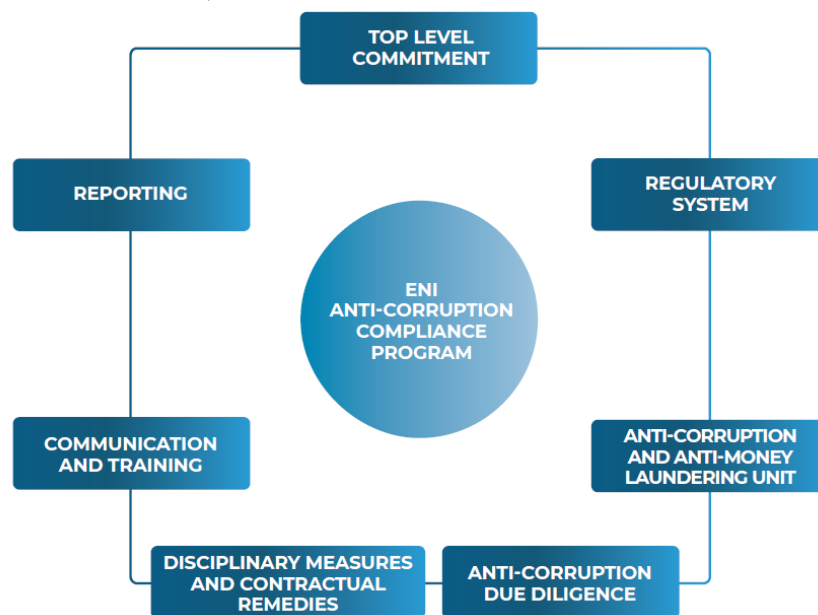 TOP LEVEL
COMMITMENT
REPORTING
REGULATORY
SYSTEM
ENI
ANTI-CORRUPTION
COMPLIANCE
PROGRAM
COMMUNICATION
AND TRAINING
ANTI-CORRUPTION
AND ANTI-MONEY
LAUNDERING UNIT
DISCIPLINARY MEASURES
AND CONTRACTUAL
REMEDIES
ANTI-CORRUPTION
DUE DILIGENCE